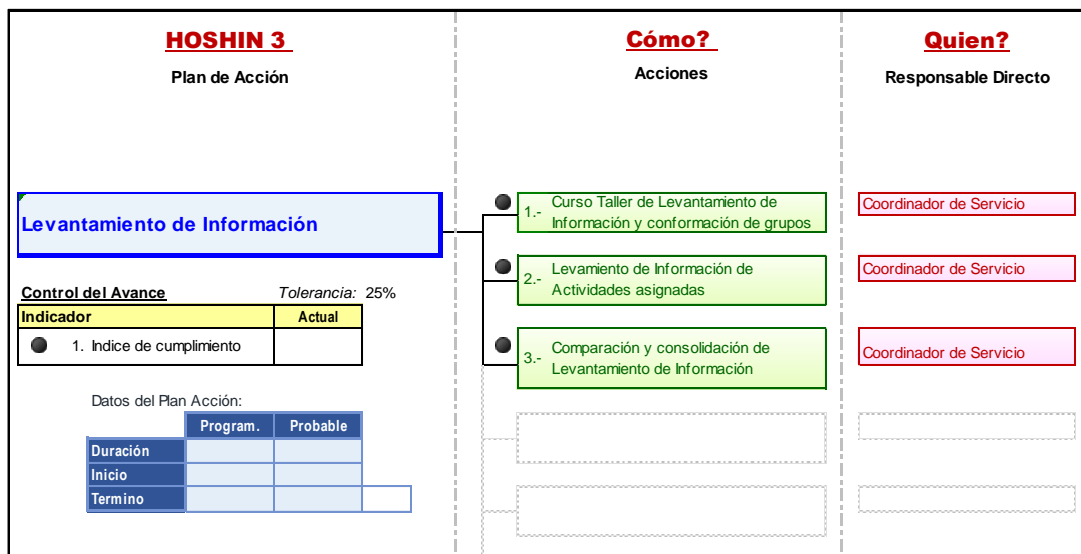 HOSHIN 3
Plan de Acción
Cómo?
Acciones
Quien?
Responsable Directo
Levantamiento de Información
Control del Avance
Tolerancia: 25%
Indicador
Actual
1. Indice de cumplimiento
Datos del Plan Acción:
Program.
Probable
Duración
Inicio
Termino
1.- Curso Taller de Levantamiento de
Información y conformación de grupos
2.- Levamiento de Información de
Actividades asignadas
3.- Comparación y consolidación de
Levantamiento de Información
Coordinador de Servicio
Coordinador de Servicio
Coordinador de Servicio